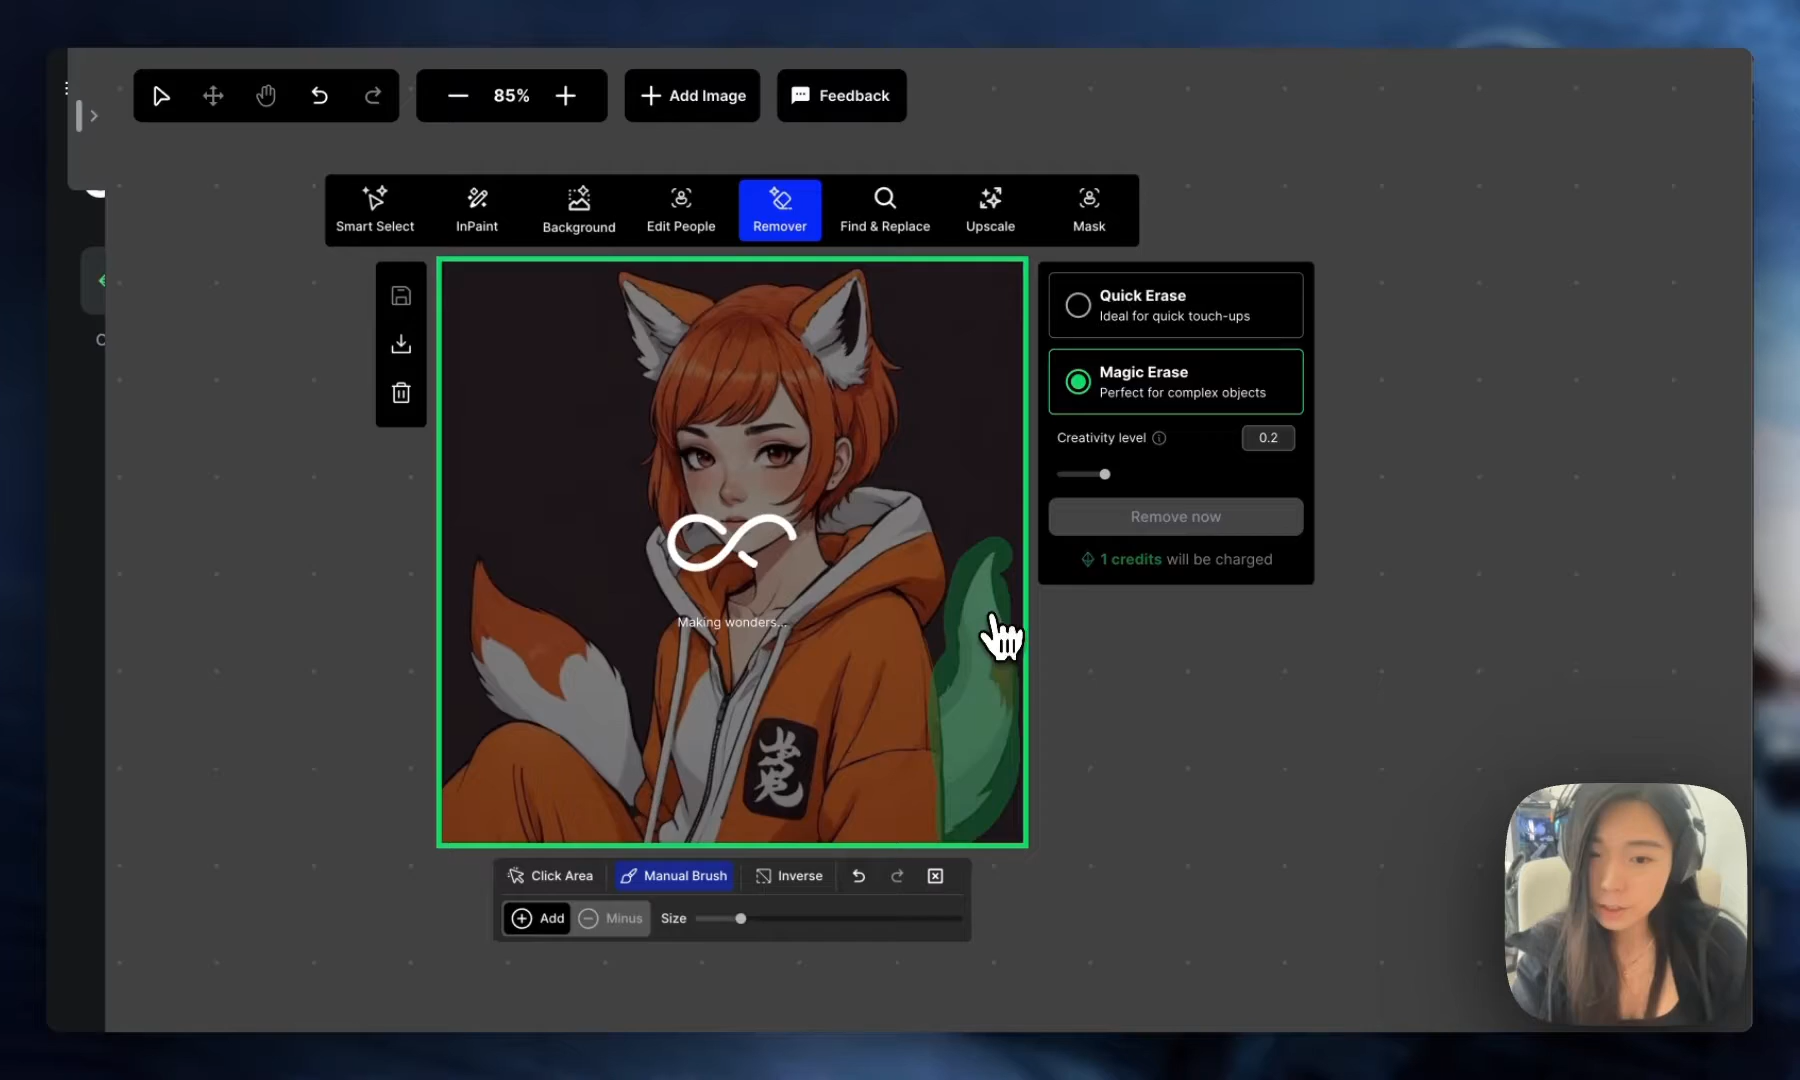 85%
Add Image
Feedback
Smart Select
InPaint
Background
Edit People
Remover
Find & Replace
Upscale
Mask
Quick Erase
Ideal for quick touch-ups
Magic Erase
Perfect for complex objects
Creativity level
0.2
Remove now
1 credits will be charged
Making wonders...
Click Area
Manual Brush
Inverse
Add
Minus
Size